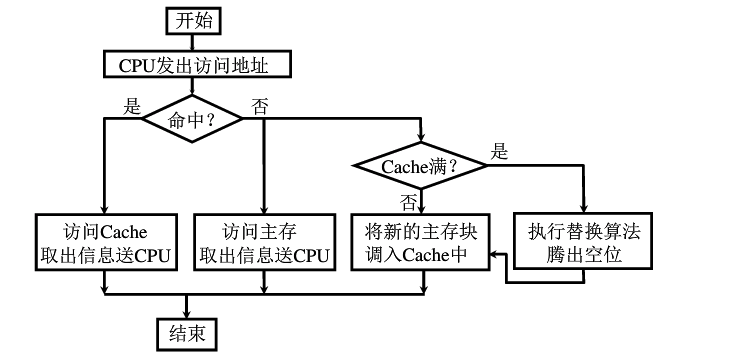 开始
CPU发出访问地址
是
否
命中?
Cache满?
是
否
访问Cache
取出信息送CPU
访问主存
取出信息送CPU
将新的主存块
调入Cache中
执行替换算法
腾出空位
结束